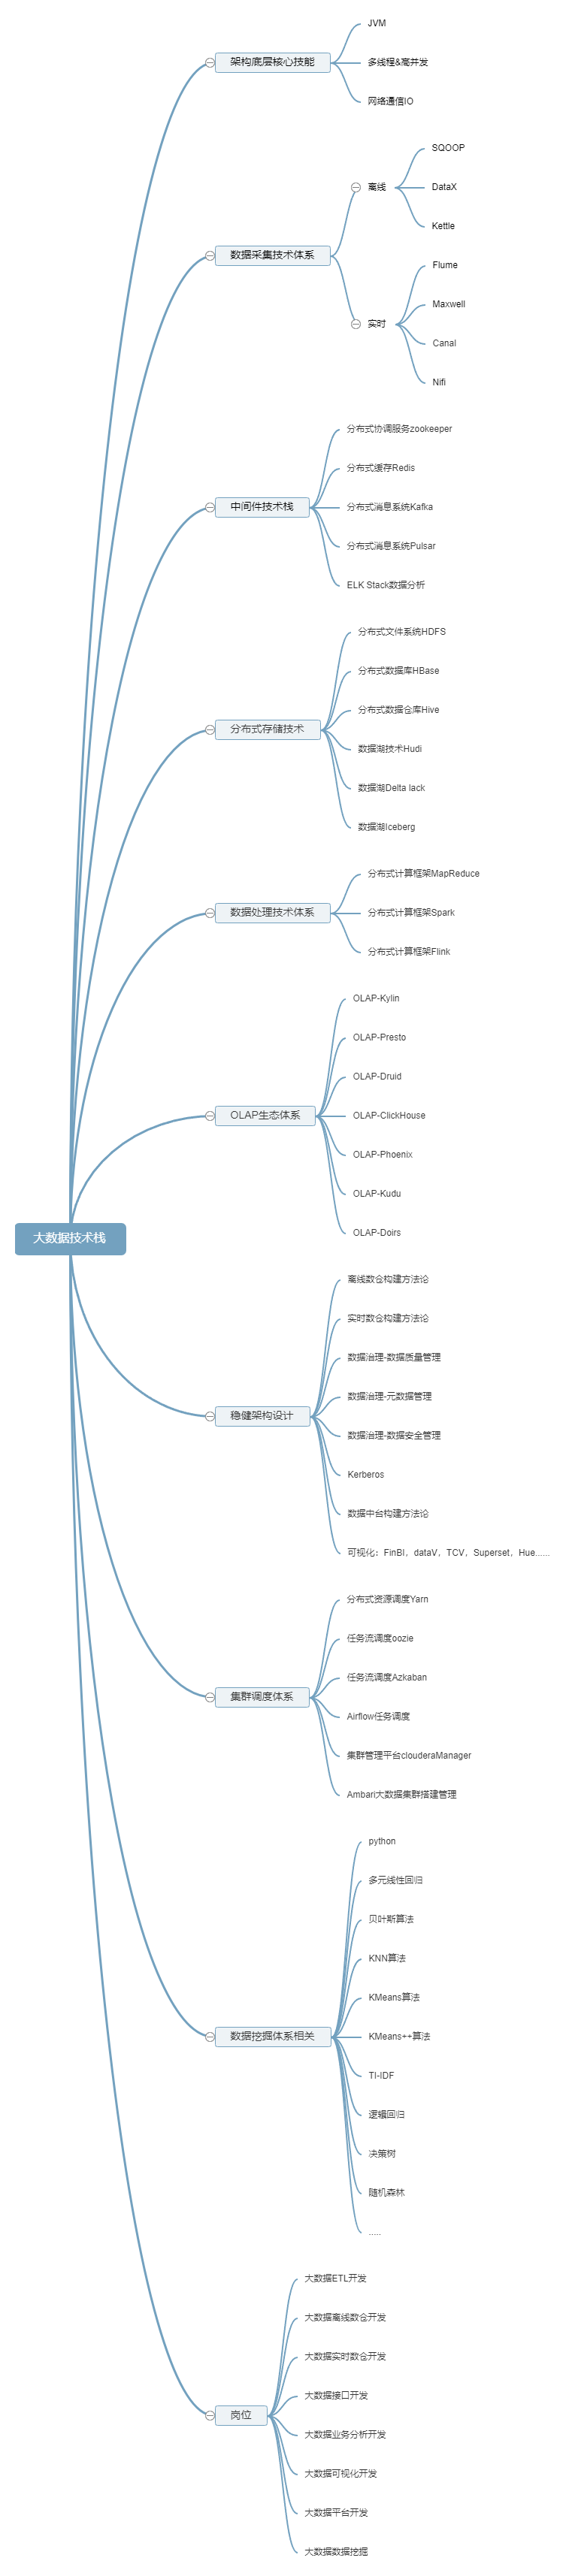 大数据技术栈
架构底层核心技能
JVM
多线程&高并发
网络通信IO
数据采集技术体系
离线
SQOOP
DataX
Kettle
实时
Flume
Maxwell
Canal
Nifi
中间件技术栈
分布式协调服务zookeeper
分布式缓存Redis
分布式消息系统Kafka
分布式消息系统Pulsar
ELK Stack数据分析
分布式存储技术
分布式文件系统HDFS
分布式数据库HBase
分布式数据仓库Hive
数据湖技术Hudi
数据湖Delta lack
数据湖Iceberg
数据处理技术体系
分布式计算框架MapReduce
分布式计算框架Spark
分布式计算框架Flink
OLAP生态体系
OLAP-Kylin
OLAP-Presto
OLAP-Druid
OLAP-ClickHouse
OLAP-Phoenix
OLAP-Kudu
OLAP-Doirs
稳健架构设计
离线数仓构建方法论
实时数仓构建方法论
数据治理-数据质量管理
数据治理-元数据管理
数据治理-数据安全管理
Kerberos
数据中台构建方法论
可视化：FinBI，dataV，TCV，Superset，Hue......
集群调度体系
分布式资源调度Yarn
任务流调度oozie
任务流调度Azkaban
Airflow任务调度
集群管理平台clouderaManager
Ambari大数据集群搭建管理
数据挖掘体系相关
python
多元线性回归
贝叶斯算法
KNN算法
KMeans算法
KMeans++算法
TI-IDF
逻辑回归
决策树
随机森林
.....
岗位
大数据ETL开发
大数据离线数仓开发
大数据实时数仓开发
大数据接口开发
大数据业务分析开发
大数据可视化开发
大数据平台开发
大数据数据挖掘